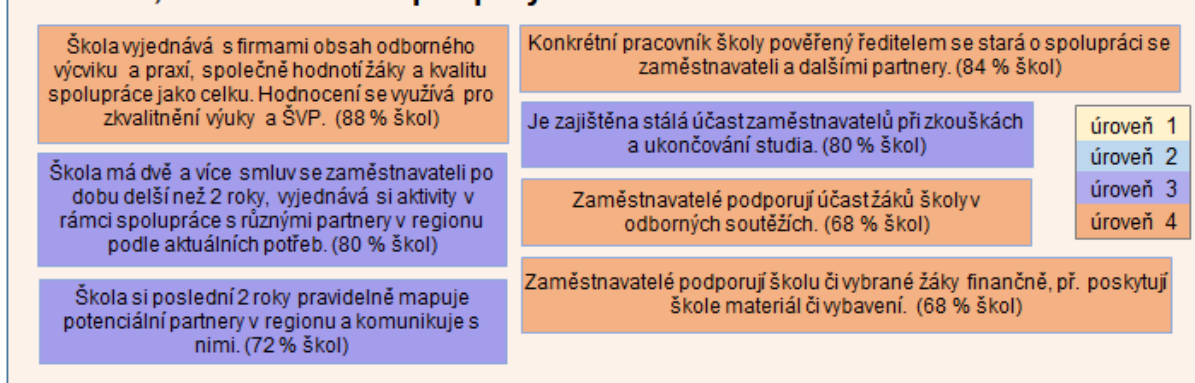 Škola vyjednává s firmami obsah odborného
výcviku a praxí, společně hodnotí žáky a kvalitu
spolupráce jako celku. Hodnocení se využívá pro
zkvalitnění výuky a ŠVP. (88 % škol)
Škola má dvě a více smluv se zaměstnavateli po
dobu delší než 2 roky, vyjednává si aktivity v
rámci spolupráce s různými partnery v regionu
podle aktuálních potřeb. (80 % škol)
Škola si poslední 2 roky pravidelně mapuje
potenciální partnery v regionu a komunikuje s
nimi. (72 % škol)
Konkrétní pracovník školy pověřený ředitelem se stará o spolupráci se
zaměstnavateli a dalšími partnery. (84 % škol)
Je zajištěna stálá účast zaměstnavatelů při zkouškách
a ukončování studia. (80 % škol)
Zaměstnavatelé podporují účast žáků školy v
odborných soutěžích. (68 % škol)
Zaměstnavatelé podporují školu či vybrané žáky finančně, př. poskytují
škole materiál či vybavení. (68 % škol)
úroveň 1
úroveň 2
úroveň 3
úroveň 4